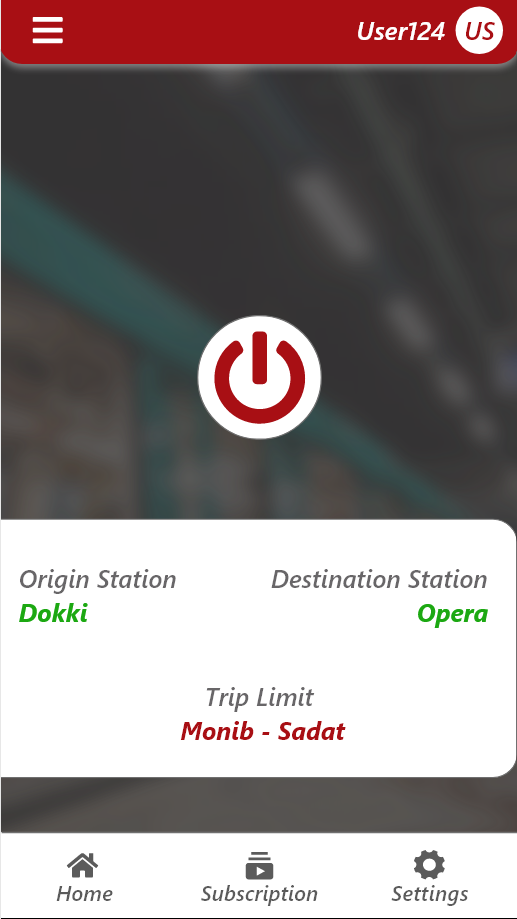 User124 US
Origin Station
Dokki
Destination Station
Opera
Trip Limit
Monib - Sadat
Home
Subscription
Settings